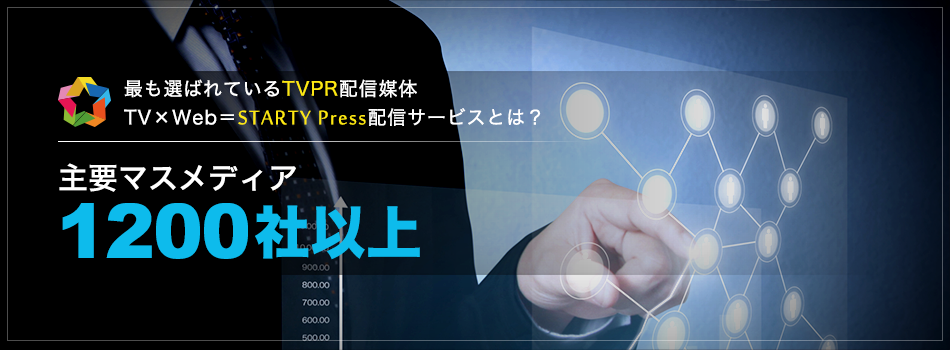 最も選ばれているTVPR配信媒体
TV×Web＝STARTY Press配信サービスとは？
主要マスメディア
1200社以上
900.00
800.00
700.00
600.00
500.00